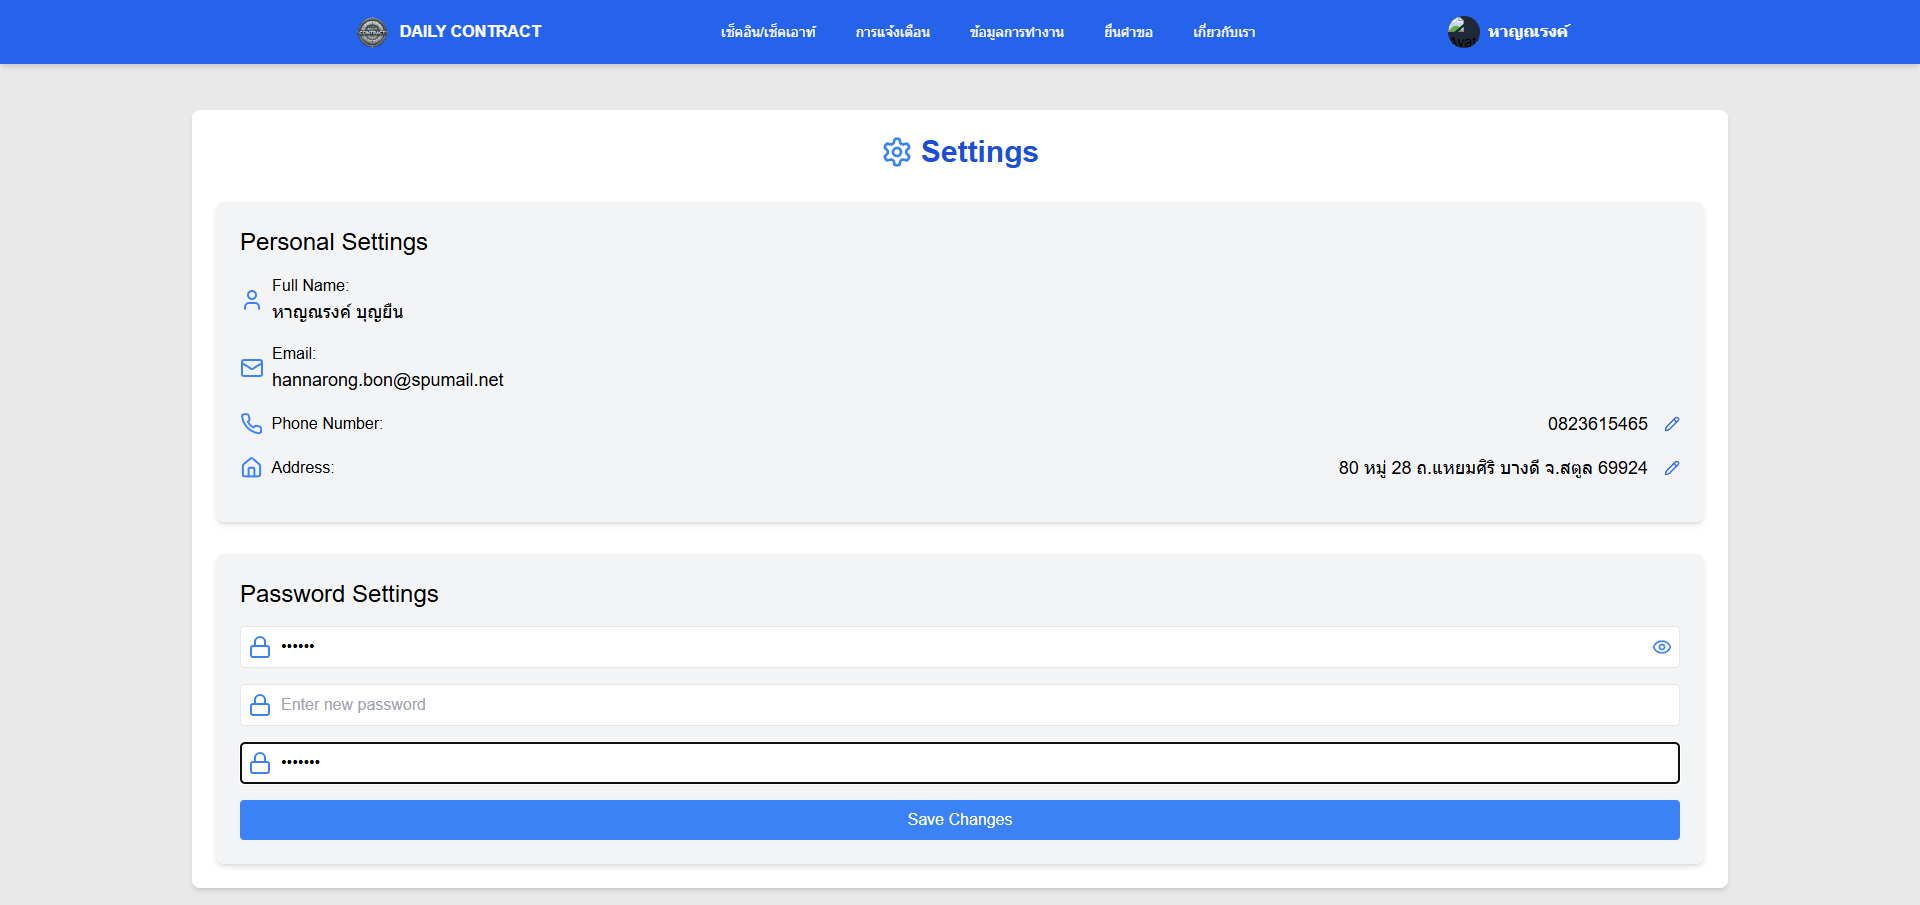 DAILY CONTRACT
เช็คอิน/เช็คเอาท์
การแจ้งเตือน
ข้อมูลการทำงาน
ยื่นคำขอ
เกี่ยวกับเรา
หาญณรงค์
Settings
Personal Settings
Full Name:
หาญณรงค์ บุญยืน
Email:
hannarong.bon@spumail.net
Phone Number: 0823615465
Address: 80 หมู่ 28 ถ.แหยมศิริ บางดี จ.สตูล 69924
Password Settings
••••••
Enter new password
•••••••
Save Changes